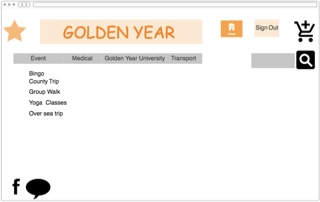 GOLDEN YEAR
Sign Out
Event Medical Golden Year University Transport
Bingo
County Trip
Group Walk
Yoga Classes
Over sea trip
f